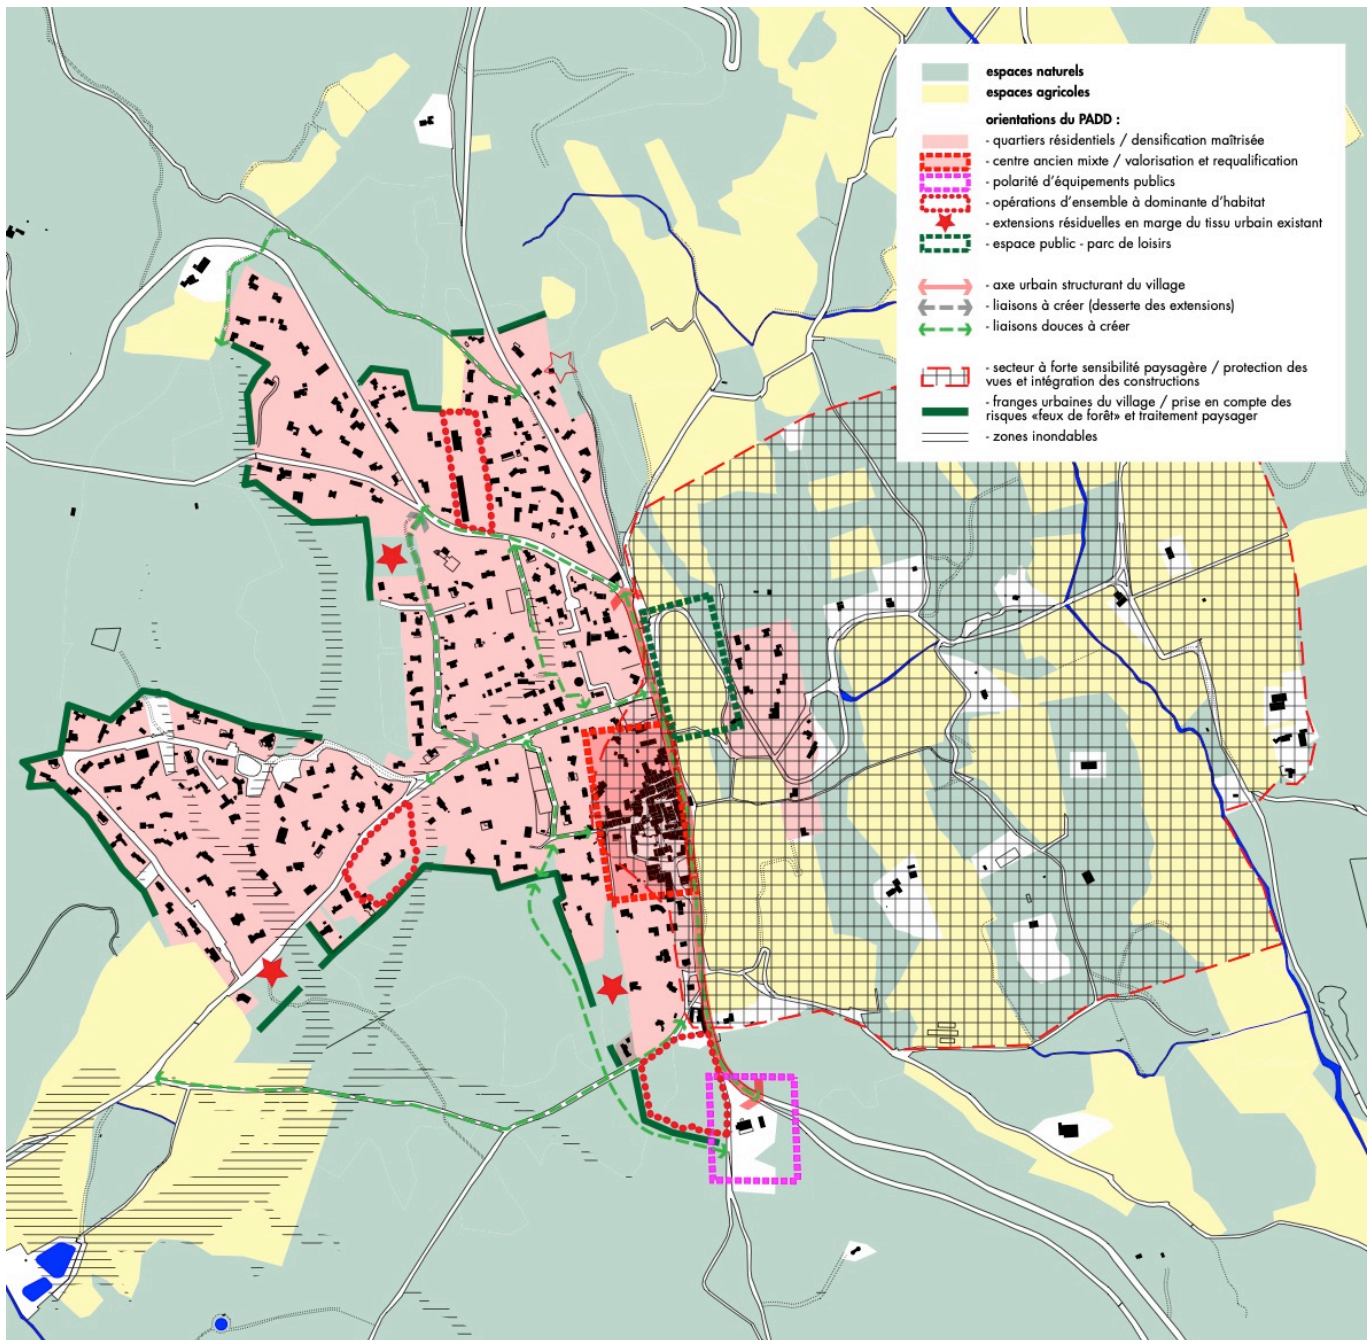 espaces naturels
espaces agricoles
orientations du PADD :
- quartiers résidentiels / densification maîtrisée
- centre ancien mixte / valorisation et requalification
- polarité d'équipements publics
- opérations d'ensemble à dominante d'habitat
- extensions résiduelles en marge du tissu urbain existant
- espace public - parc de loisirs
- axe urbain structurant du village
- liaisons à créer (desserte des extensions)
- liaisons douces à créer
- secteur à forte sensibilité paysagère / protection des
vues et intégration des constructions
- franges urbaines du village / prise en compte des
risques «feux de forêt» et traitement paysager
- zones inondables